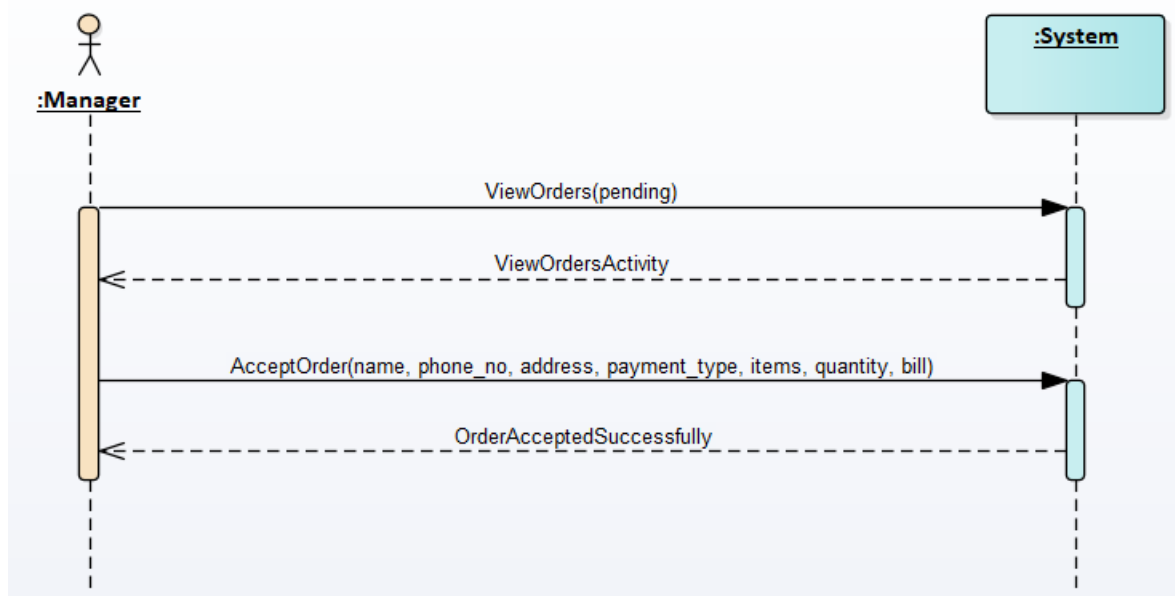 :Manager
:System
ViewOrders(pending)
ViewOrdersActivity
AcceptOrder(name, phone_no, address, payment_type, items, quantity, bill)
OrderAcceptedSuccessfully